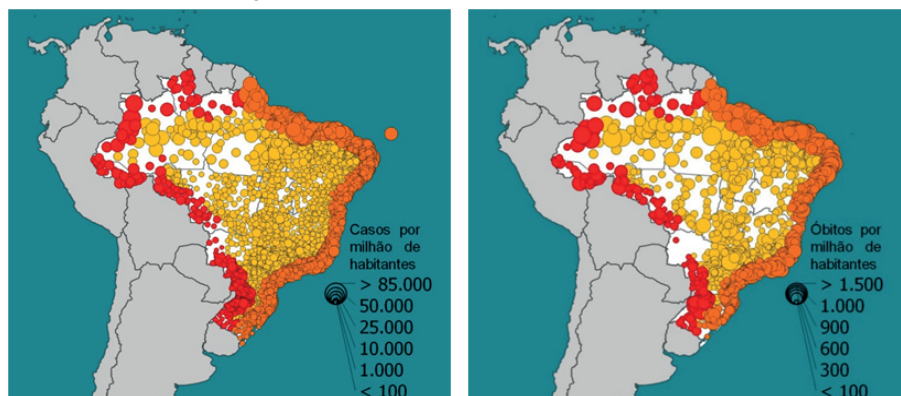 Casos por
milhão de
habitantes
> 85.000
50.000
25.000
10.000
1.000
< 100
Óbitos por
milhão de
habitantes
> 1.500
1.000
900
600
300
< 100